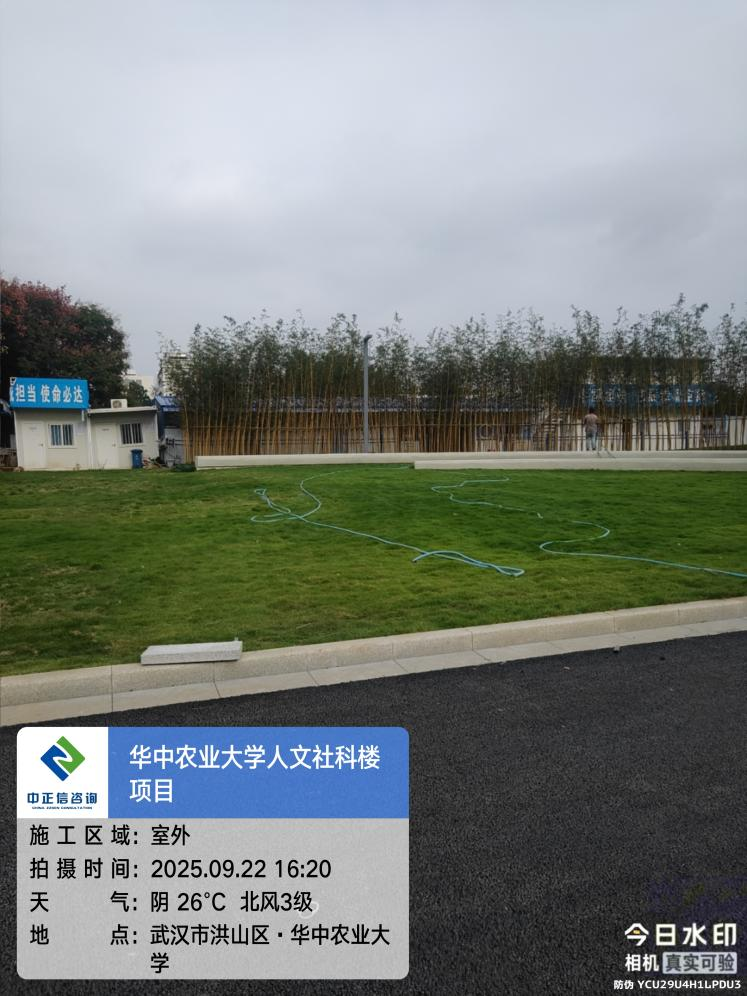 担当 使命必达
中正信咨询
华中农业大学人文社科楼
项目
施工区域：室外
拍摄时间：2025.09.22 16:20
天气：阴 26℃ 北风3级
地点：武汉市洪山区·华中农业大
学
今日水印
相机 真实可验
防伪 YCU29U4H1LPDU3